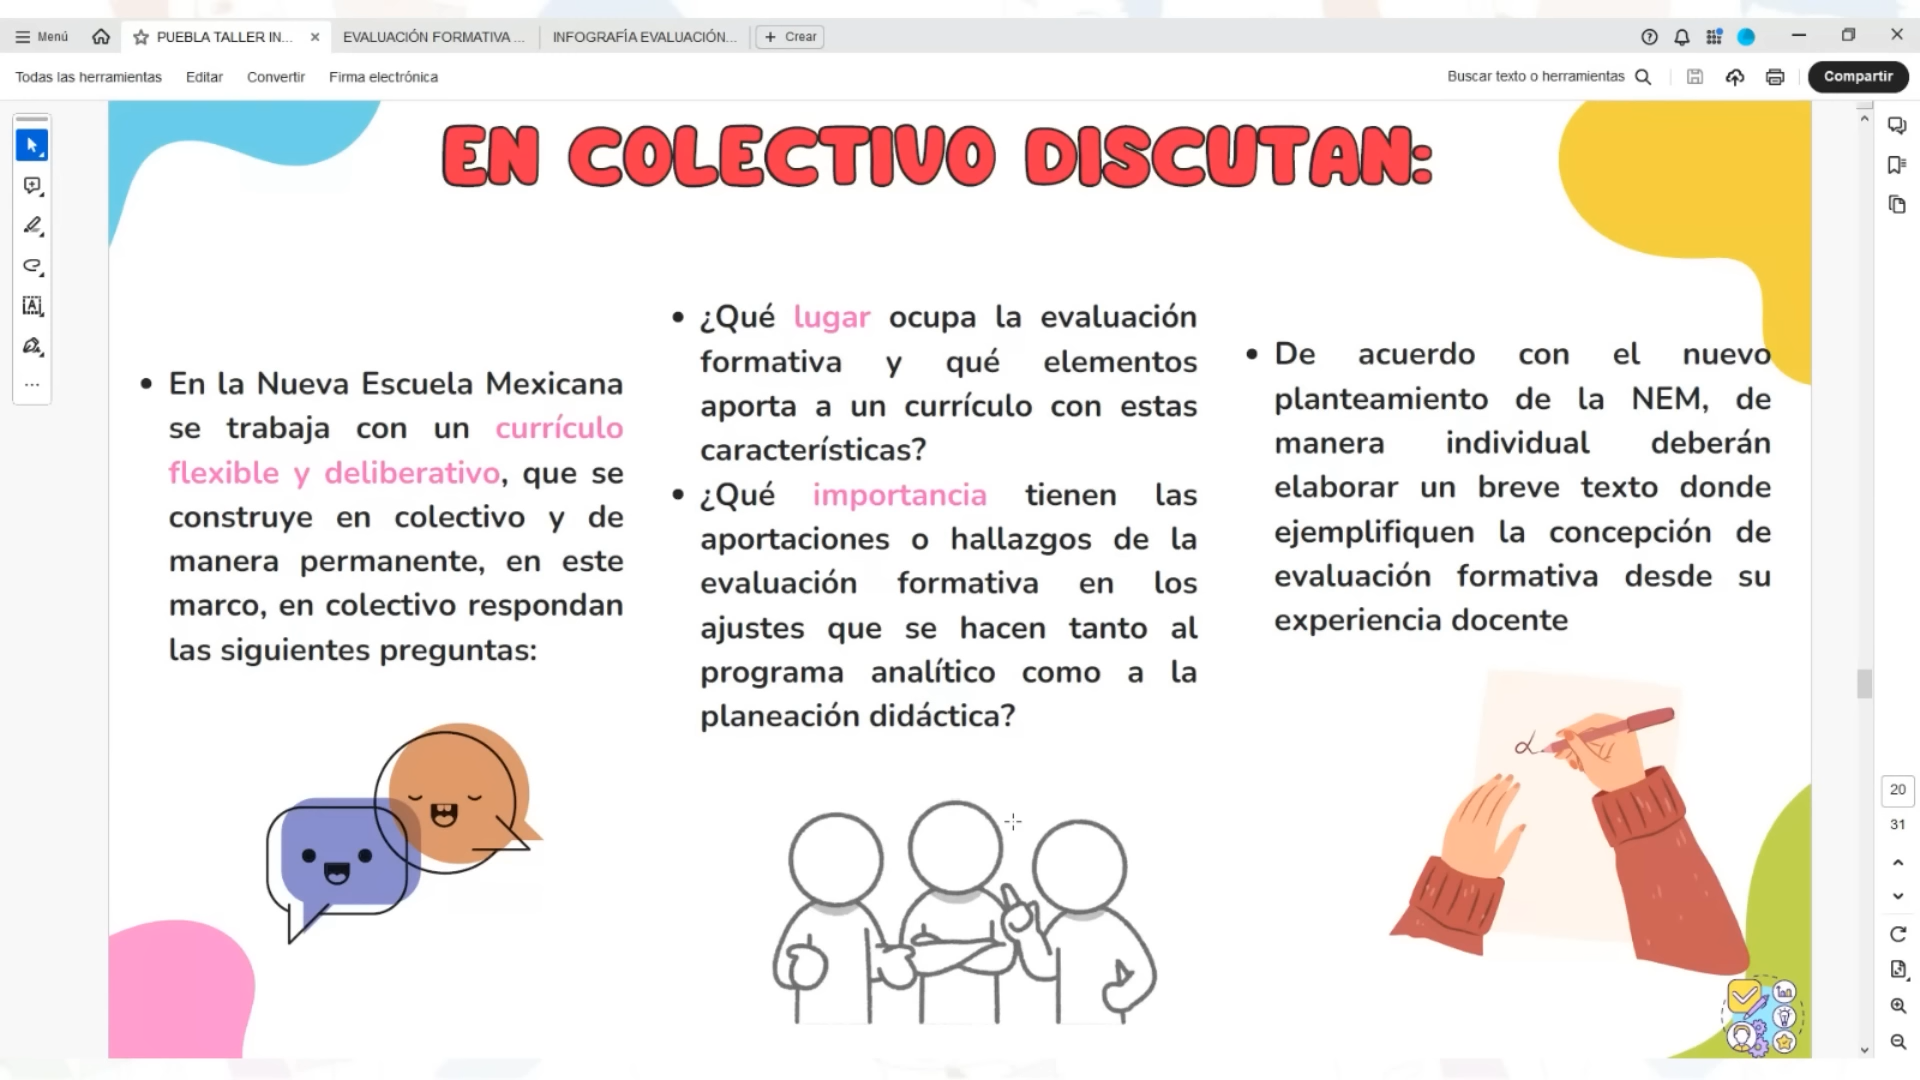 Menú
PUEBLA TALLER IN...
EVALUACIÓN FORMATIVA ...
INFOGRAFÍA EVALUACIÓN...
+ Crear
Todas las herramientas
Editar
Convertir
Firma electrónica
Buscar texto o herramientas
Compartir
EN COLECTIVO DISCUTAN:
• En la Nueva Escuela Mexicana
se trabaja con un currículo
flexible y deliberativo, que se
construye en colectivo y de
manera permanente, en este
marco, en colectivo respondan
las siguientes preguntas:
• ¿Qué lugar ocupa la evaluación
formativa y qué elementos
aporta a un currículo con estas
características?
• ¿Qué importancia tienen las
aportaciones o hallazgos de la
evaluación formativa en los
ajustes que se hacen tanto al
programa analítico como a la
planeación didáctica?
• De acuerdo con el nuevo
planteamiento de la NEM, de
manera individual deberán
elaborar un breve texto donde
ejemplifiquen la concepción de
evaluación formativa desde su
experiencia docente
20
31